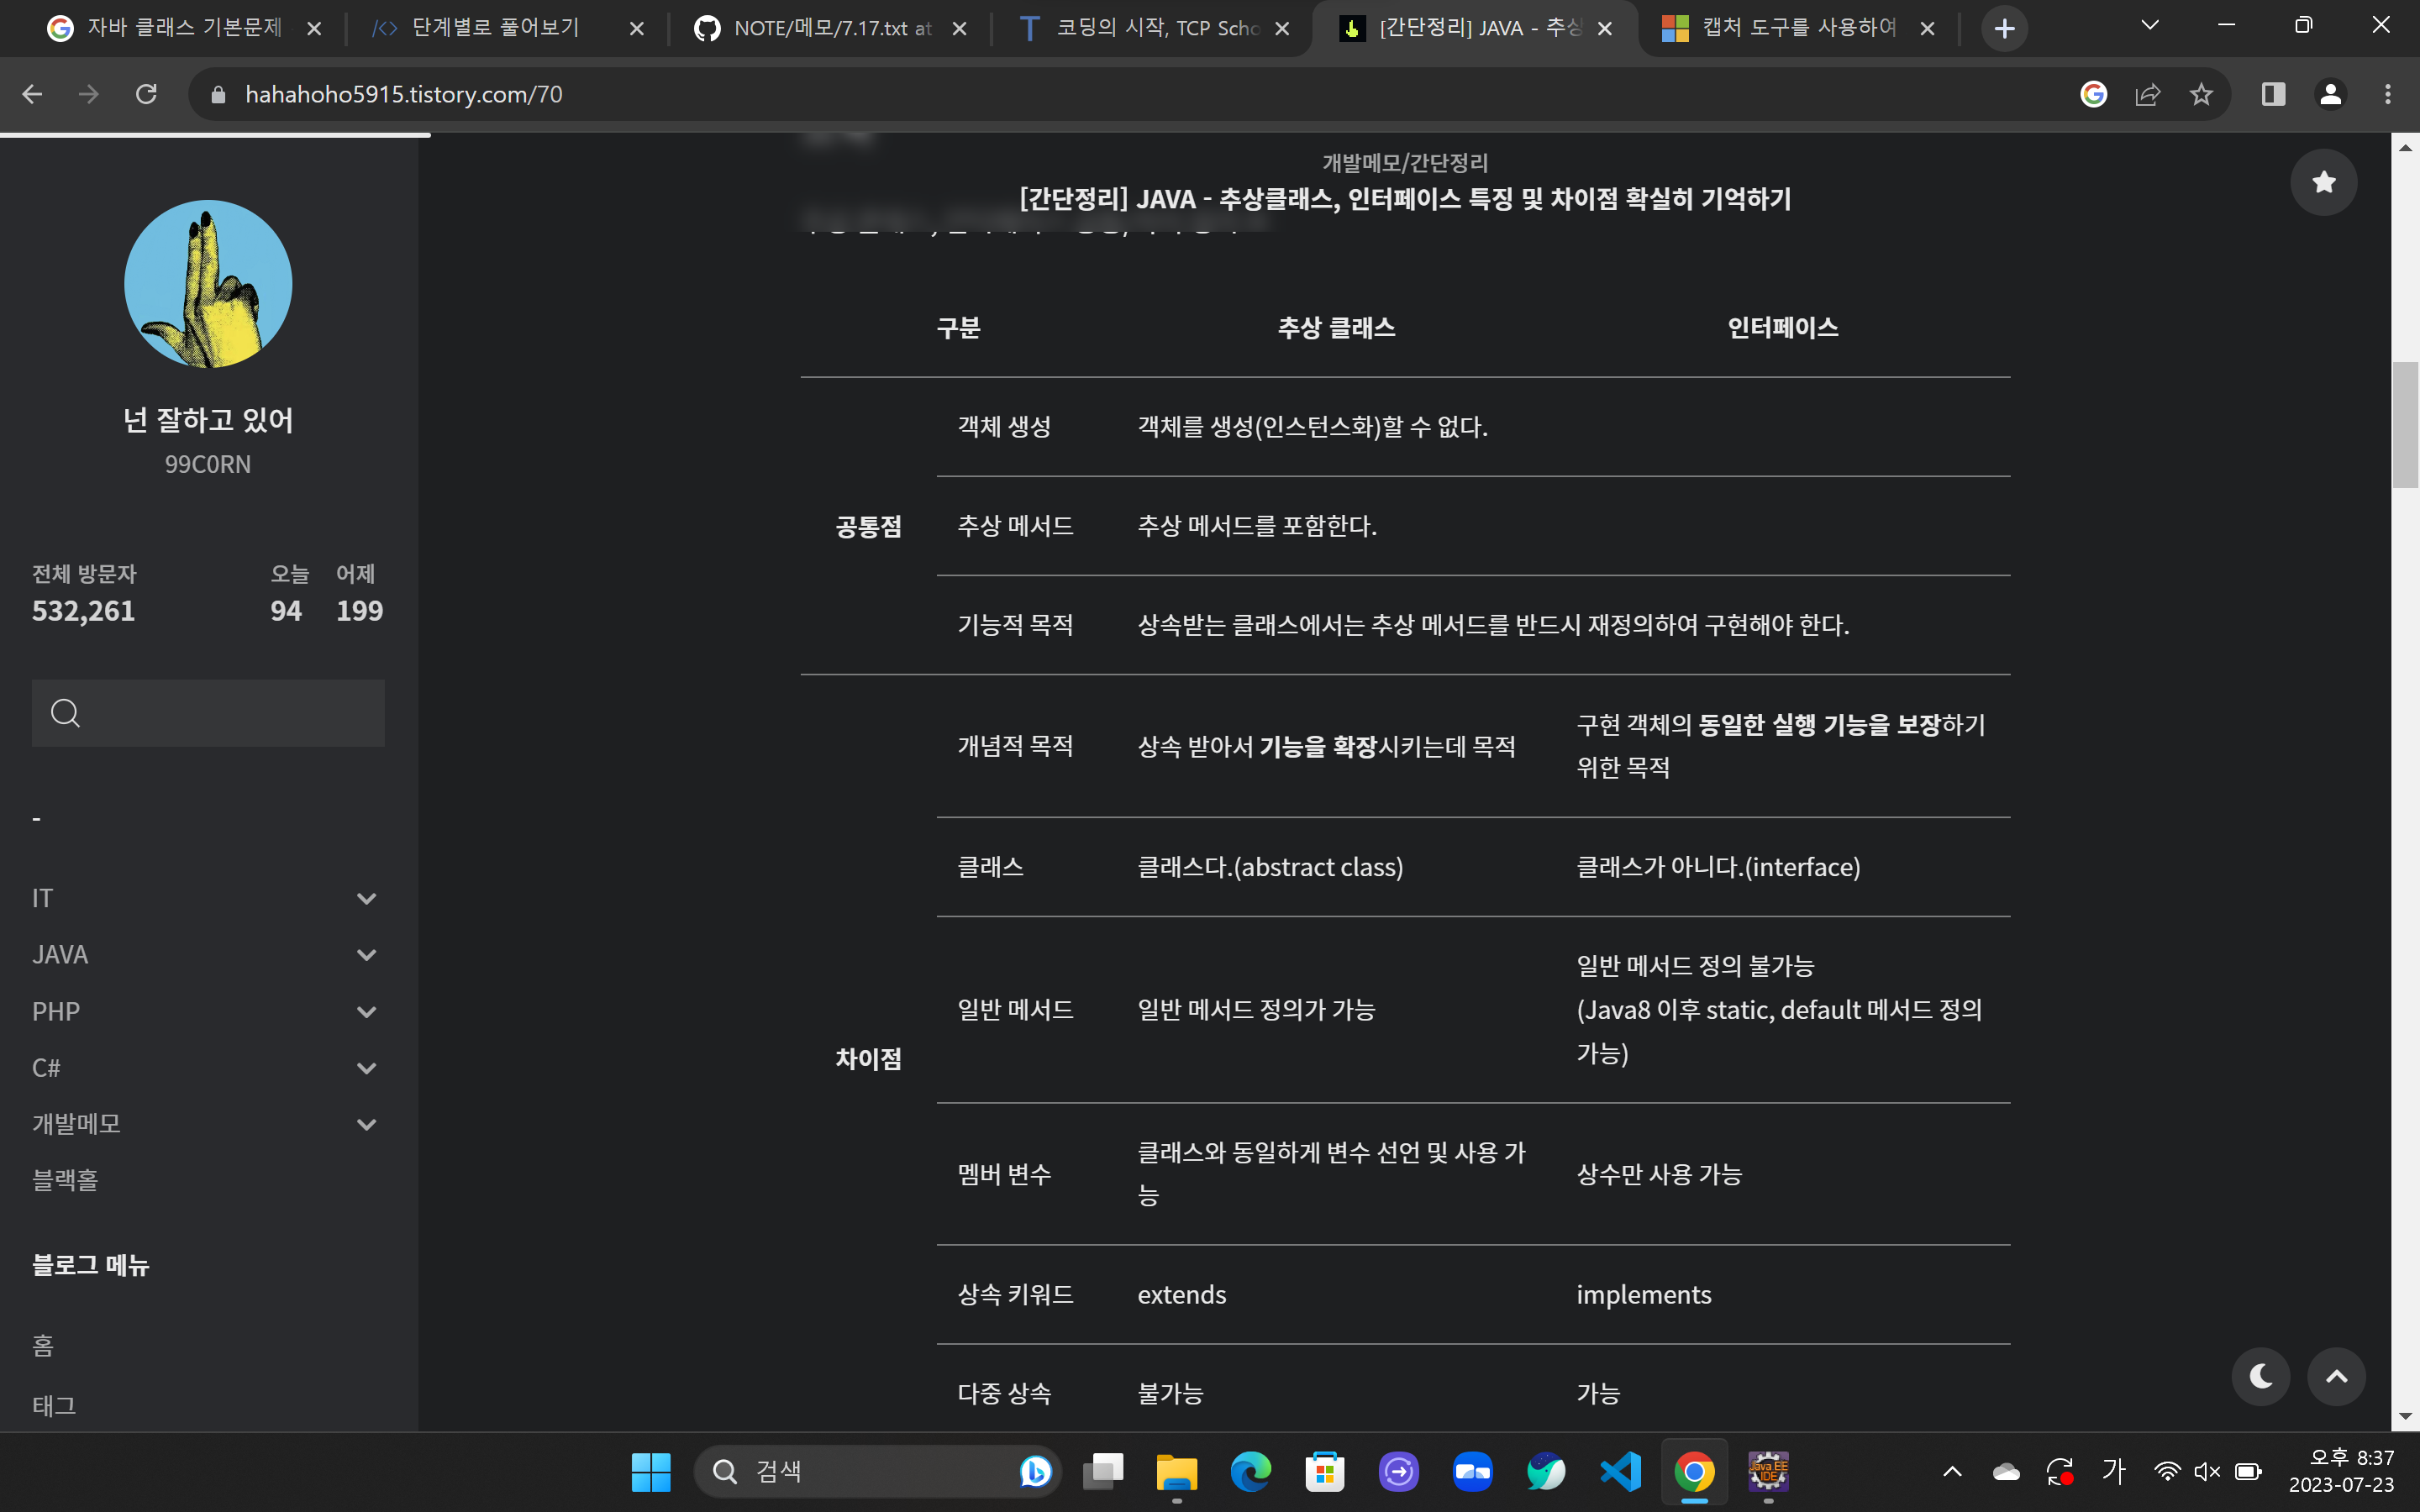 자바 클래스 기본문제
단계별로 풀어보기
NOTE/메모/7.17.txt at
코딩의 시작, TCP Scho
[간단정리] JAVA - 추상
캡처 도구를 사용하여
hahahoho5915.tistory.com/70
넌 잘하고 있어
99C0RN
전체 방문자 오늘 어제
532,261 94 199
-
IT
JAVA
PHP
C#
개발메모
블랙홀
블로그 메뉴
홈
태그
개발메모/간단정리
[간단정리] JAVA - 추상클래스, 인터페이스 특징 및 차이점 확실히 기억하기
구분 추상 클래스 인터페이스
공통점
객체 생성 객체를 생성(인스턴스화)할 수 없다.
추상 메서드 추상 메서드를 포함한다.
기능적 목적 상속받는 클래스에서는 추상 메서드를 반드시 재정의하여 구현해야 한다.
차이점
개념적 목적 상속 받아서 기능을 확장시키는데 목적
구현 객체의 동일한 실행 기능을 보장하기
위한 목적
클래스 클래스다.(abstract class) 클래스가 아니다.(interface)
일반 메서드 일반 메서드 정의가 가능
일반 메서드 정의 불가능
(Java8 이후 static, default 메서드 정의
가능)
멤버 변수
클래스와 동일하게 변수 선언 및 사용 가
능
상수만 사용 가능
상속 키워드 extends implements
다중 상속 불가능 가능
검색
Java EE
IDE
가
오후 8:37
2023-07-23